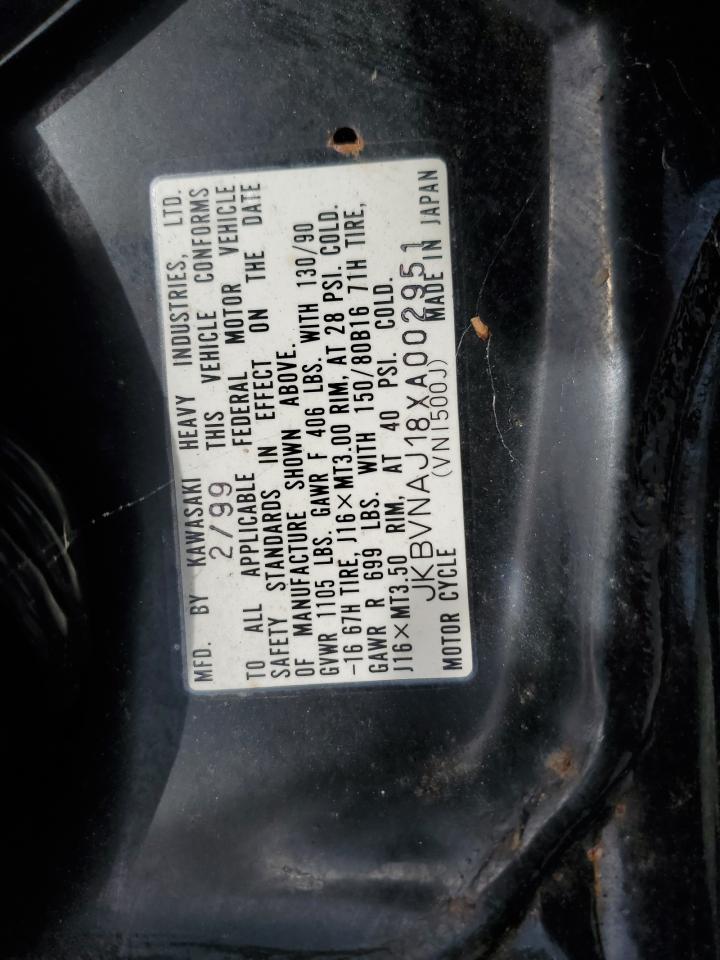 MFD. BY KAWASAKI HEAVY INDUSTRIES, LTD.
2/99 THIS VEHICLE CONFORMS
TO ALL APPLICABLE FEDERAL MOTOR VEHICLE
SAFETY STANDARDS IN EFFECT ON THE DATE
OF MANUFACTURE SHOWN ABOVE.
GVWR 1105 LBS. GAWR F 406 LBS. WITH 130/90
-16 67H TIRE, J16×MT3.00 RIM, AT 28 PSI. COLD.
GAWR R 699 LBS. WITH 150/80B16 71H TIRE,
J16×MT3.50 RIM, AT 40 PSI. COLD.
JKBVNAJ18XA002951
MOTOR CYCLE (VN1500J) MADE IN JAPAN